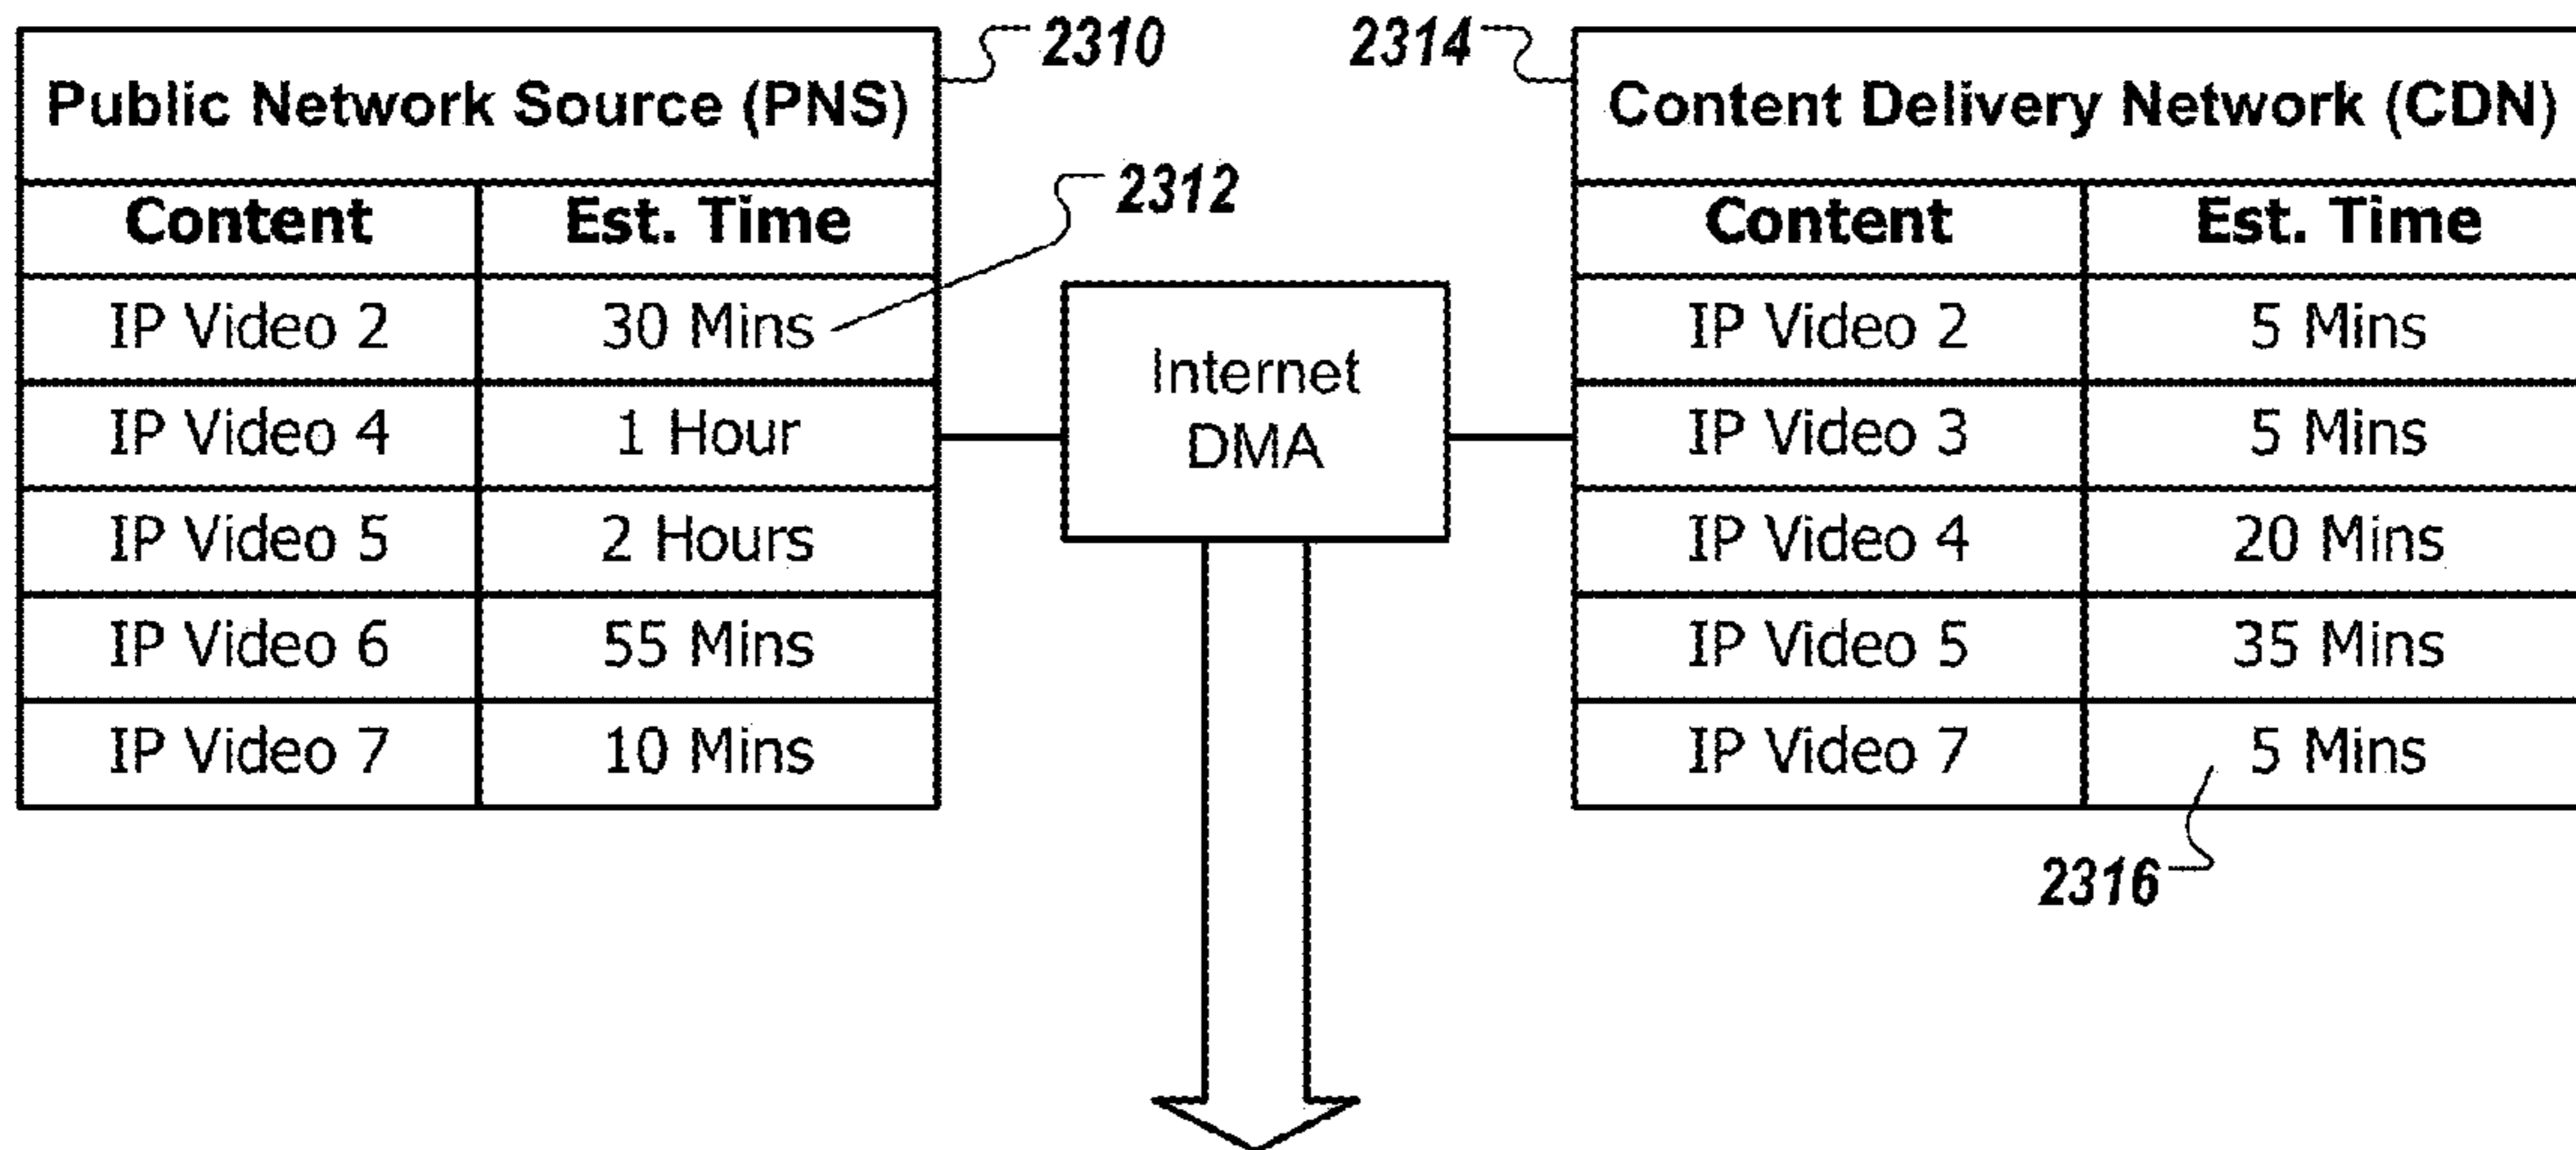 2310
2314
Public Network Source (PNS)
Content Delivery Network (CDN)
2312
Content Est. Time
Content Est. Time
IP Video 2 30 Mins
IP Video 4 1 Hour
IP Video 5 2 Hours
IP Video 6 55 Mins
IP Video 7 10 Mins
Internet
DMA
IP Video 2 5 Mins
IP Video 3 5 Mins
IP Video 4 20 Mins
IP Video 5 35 Mins
IP Video 7 5 Mins
2316